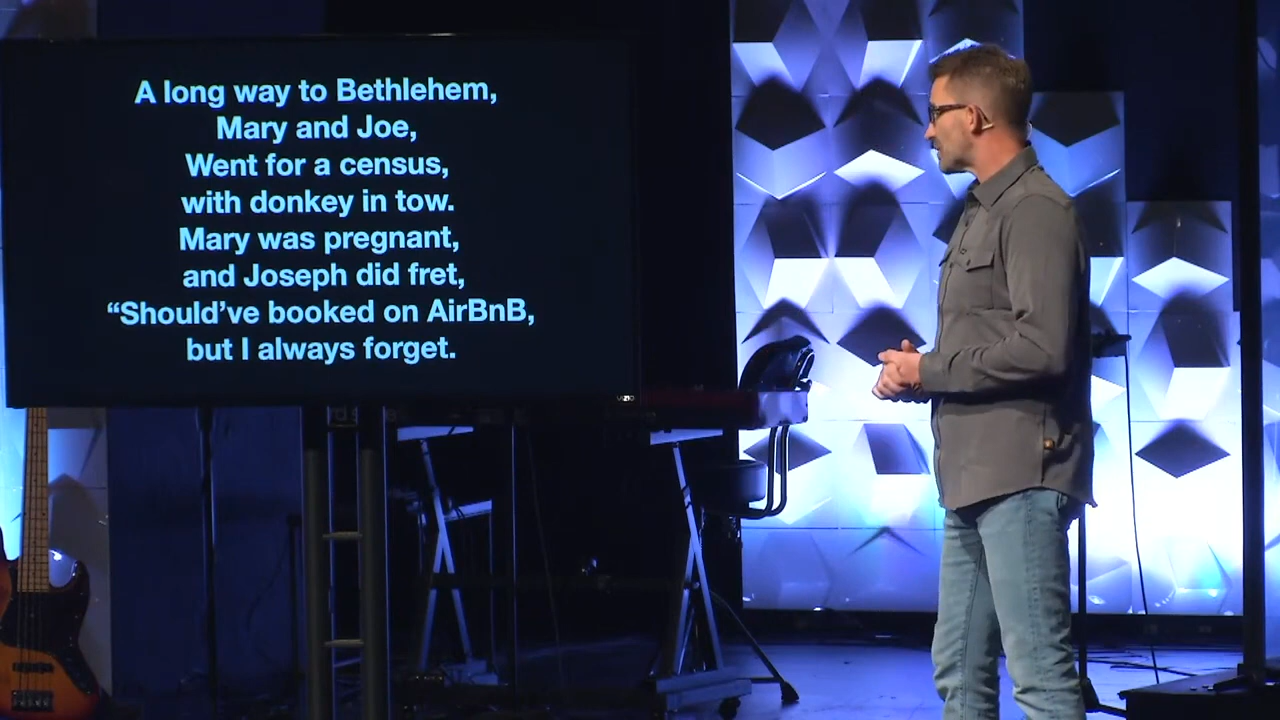 A long way to Bethlehem,
Mary and Joe,
Went for a census,
with donkey in tow.
Mary was pregnant,
and Joseph did fret,
“Should’ve booked on AirBnB,
but I always forget.
VIZIO